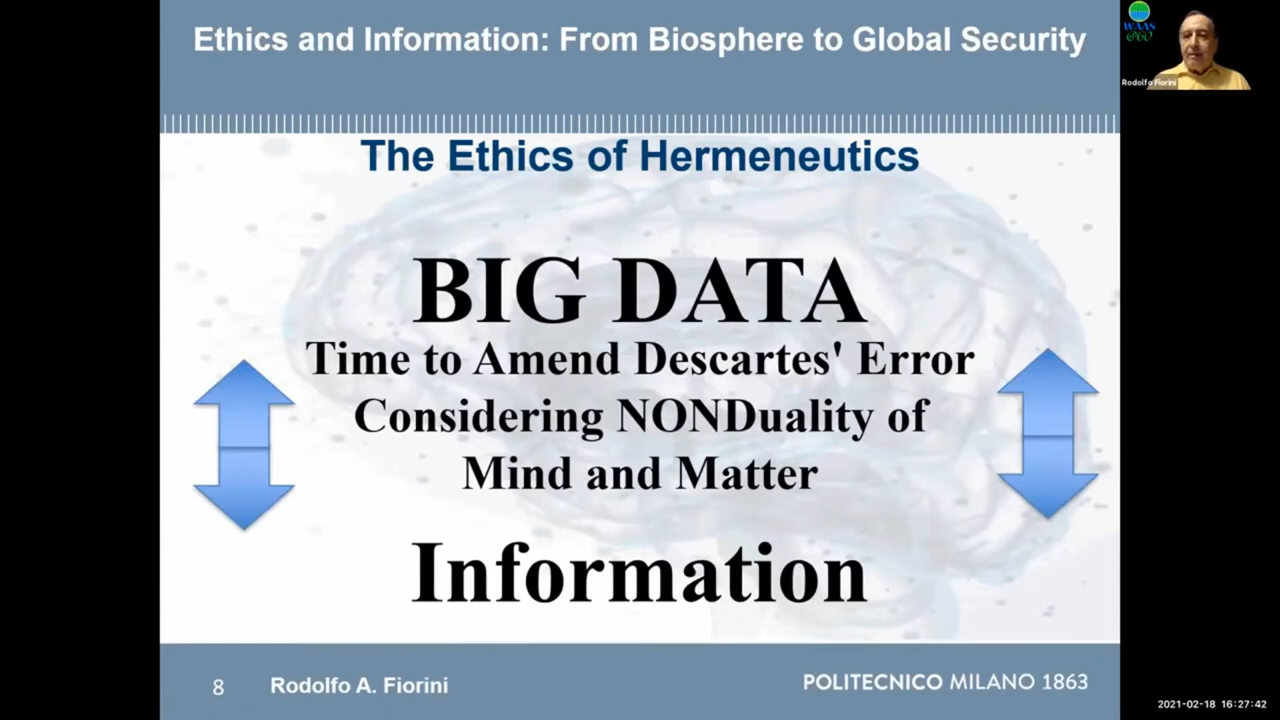 Ethics and Information: From Biosphere to Global Security
WAAS
@60
Rodolfo Fiorini
The Ethics of Hermeneutics
BIG DATA
Time to Amend Descartes' Error
Considering NONDuality of
Mind and Matter
Information
8
Rodolfo A. Fiorini
POLITECNICO MILANO 1863
2021-02-18 16:27:42